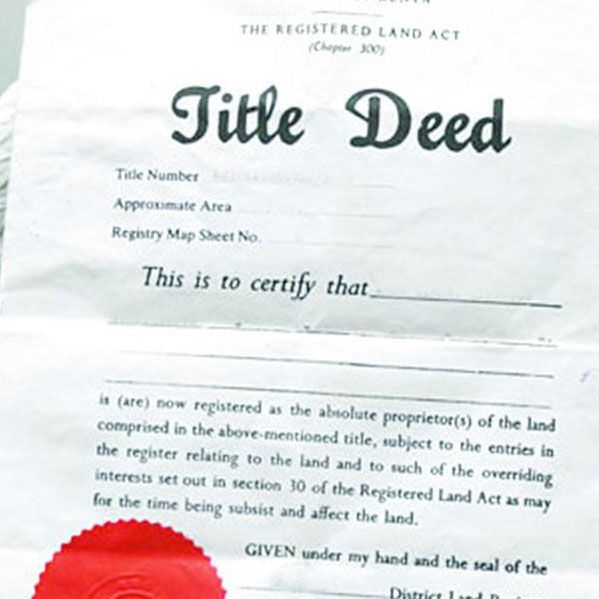 THE REGISTERED LAND ACT
(Chapter 300)
Title Deed
Title Number
Approximate Area
Registry Map Sheet No.
This is to certify that
is (are) now registered as the absolute proprietor(s) of the land
comprised in the above-mentioned title, subject to the entries in
the register relating to the land and to such of the overriding
interests set out in section 30 of the Registered Land Act as may
for the time being subsist and affect the land.
GIVEN under my hand and the seal of the
District Land